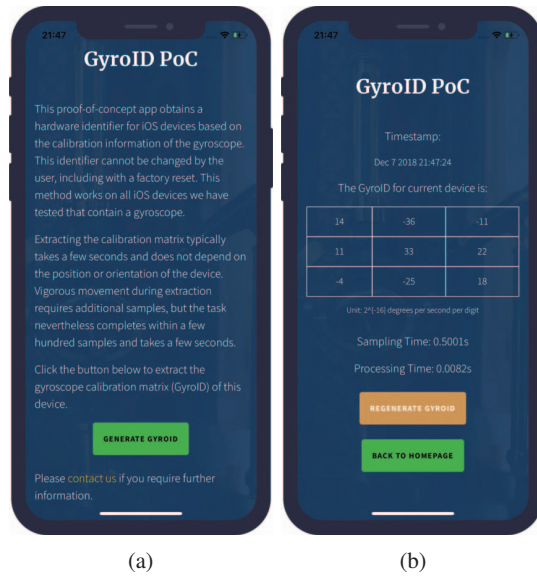 21:47
GyroID PoC
This proof-of-concept app obtains a
hardware identifier for iOS devices based on
the calibration information of the gyroscope.
This identifier cannot be changed by the
user, including with a factory reset. This
method works on all iOS devices we have
tested that contain a gyroscope.
Extracting the calibration matrix typically
takes a few seconds and does not depend on
the position or orientation of the device.
Vigorous movement during extraction
requires additional samples, but the task
nevertheless completes within a few
hundred samples and takes a few seconds.
Click the button below to extract the
gyroscope calibration matrix (GyroID) of this
device.
GENERATE GYROID
Please contact us if you require further
information.
(a)
21:47
GyroID PoC
Timestamp:
Dec 7 2018 21:47:24
The GyroID for current device is:
14 -36 -11
11 33 22
-4 -25 18
Unit: 2^{-16} degrees per second per digit
Sampling Time: 0.5001s
Processing Time: 0.0082s
REGENERATE GYROID
BACK TO HOMEPAGE
(b)